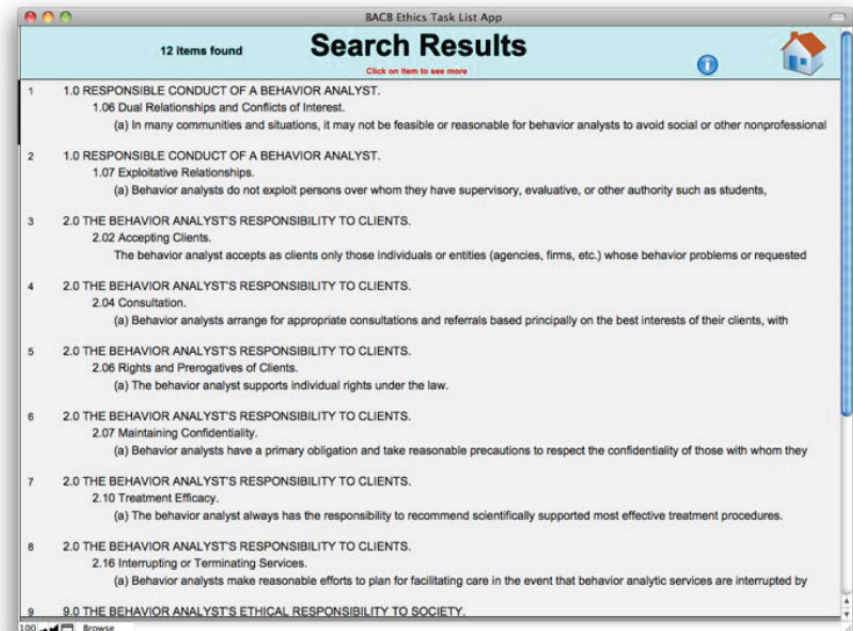 BACB Ethics Task List App
12 items found
Search Results
Click on item to see more
i
1 1.0 RESPONSIBLE CONDUCT OF A BEHAVIOR ANALYST.
1.06 Dual Relationships and Conflicts of Interest.
(a) In many communities and situations, it may not be feasible or reasonable for behavior analysts to avoid social or other nonprofessional
2 1.0 RESPONSIBLE CONDUCT OF A BEHAVIOR ANALYST.
1.07 Exploitative Relationships.
(a) Behavior analysts do not exploit persons over whom they have supervisory, evaluative, or other authority such as students,
3 2.0 THE BEHAVIOR ANALYST'S RESPONSIBILITY TO CLIENTS.
2.02 Accepting Clients.
The behavior analyst accepts as clients only those individuals or entities (agencies, firms, etc.) whose behavior problems or requested
4 2.0 THE BEHAVIOR ANALYST'S RESPONSIBILITY TO CLIENTS.
2.04 Consultation.
(a) Behavior analysts arrange for appropriate consultations and referrals based principally on the best interests of their clients, with
5 2.0 THE BEHAVIOR ANALYST'S RESPONSIBILITY TO CLIENTS.
2.06 Rights and Prerogatives of Clients.
(a) The behavior analyst supports individual rights under the law.
6 2.0 THE BEHAVIOR ANALYST'S RESPONSIBILITY TO CLIENTS.
2.07 Maintaining Confidentiality.
(a) Behavior analysts have a primary obligation and take reasonable precautions to respect the confidentiality of those with whom they
7 2.0 THE BEHAVIOR ANALYST'S RESPONSIBILITY TO CLIENTS.
2.10 Treatment Efficacy.
(a) The behavior analyst always has the responsibility to recommend scientifically supported most effective treatment procedures.
8 2.0 THE BEHAVIOR ANALYST'S RESPONSIBILITY TO CLIENTS.
2.16 Interrupting or Terminating Services.
(a) Behavior analysts make reasonable efforts to plan for facilitating care in the event that behavior analytic services are interrupted by
9 9.0 THE BEHAVIOR ANALYST'S ETHICAL RESPONSIBILITY TO SOCIETY.
100 Browse